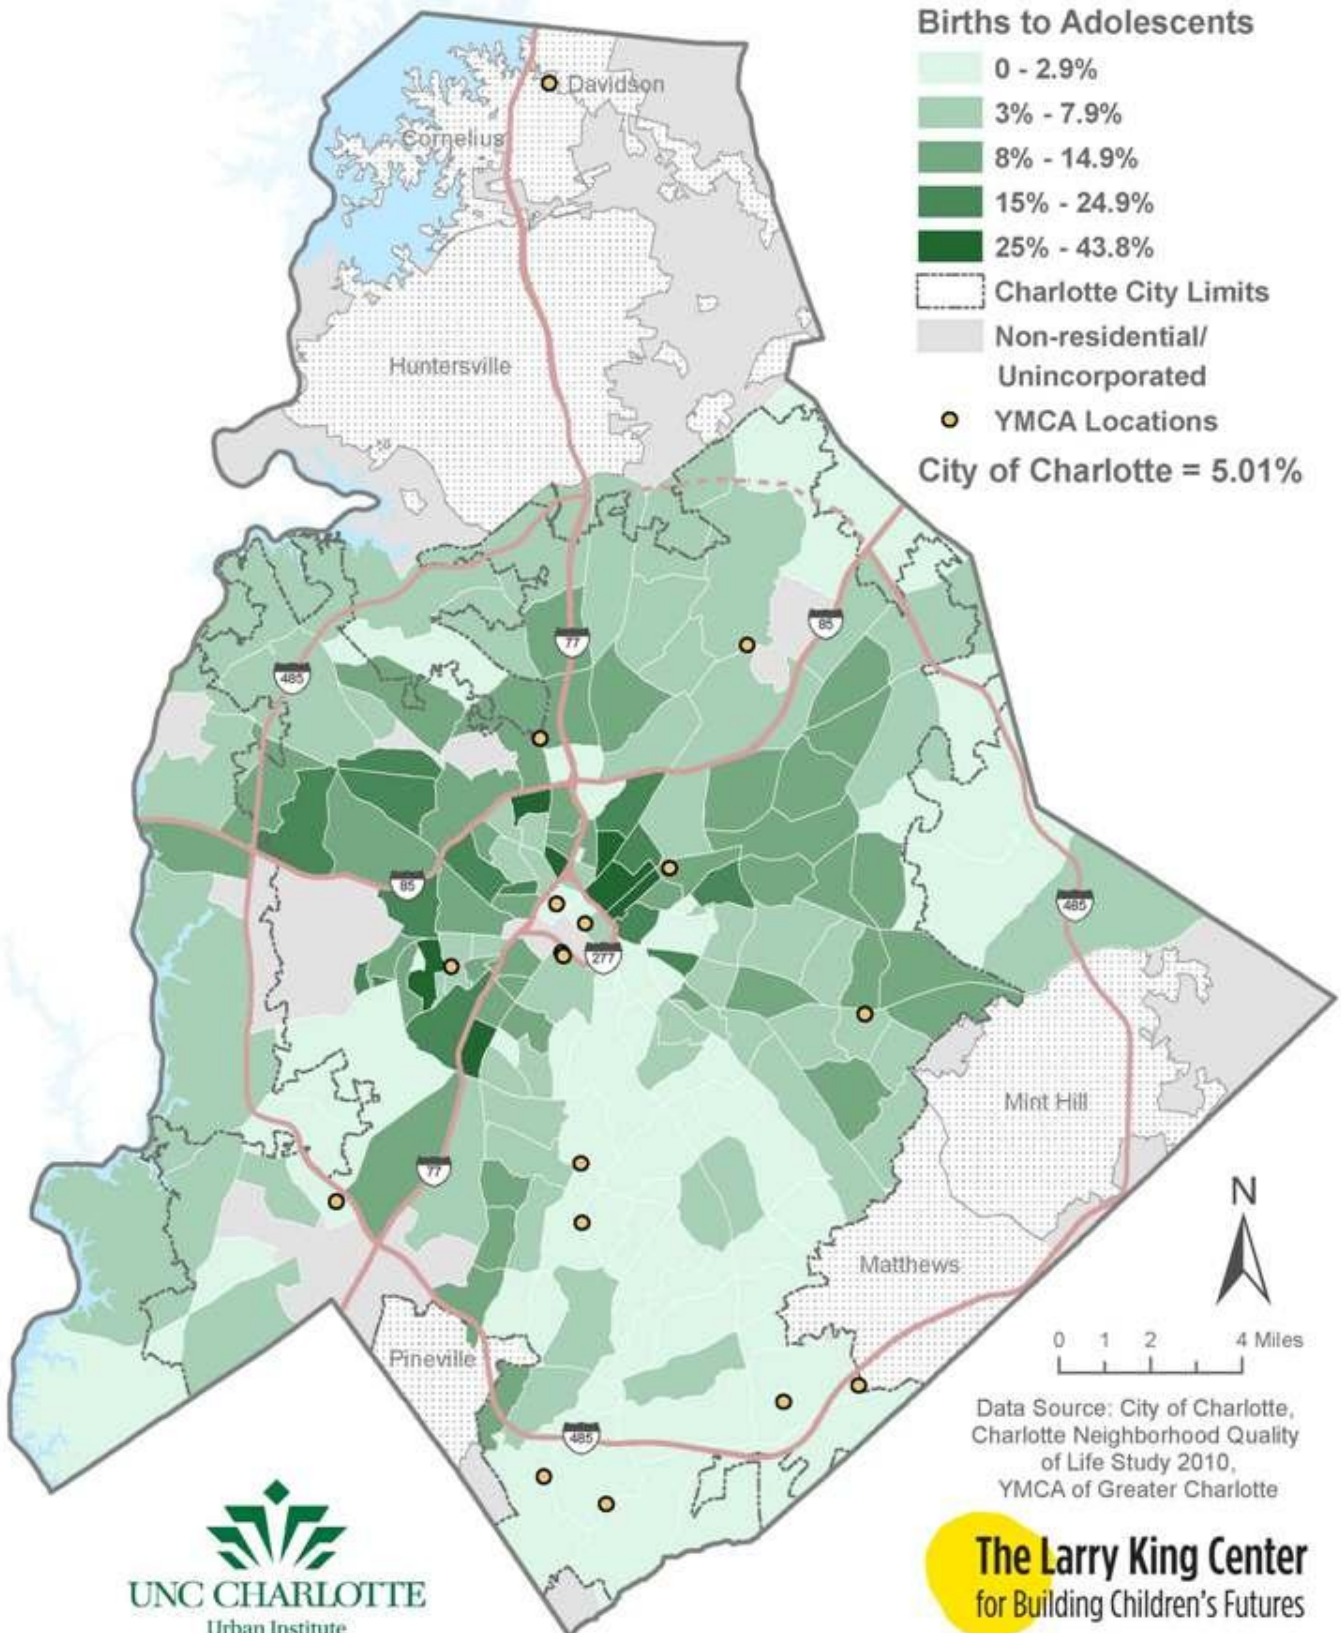 Births to Adolescents
0 - 2.9%
3% - 7.9%
8% - 14.9%
15% - 24.9%
25% - 43.8%
Charlotte City Limits
Non-residential/
Unincorporated
YMCA Locations
City of Charlotte = 5.01%
Davidson
Cornelius
Huntersville
77
85
485
85
485
277
Mint Hill
77
Matthews
Pineville
485
N
0 1 2 4 Miles
Data Source: City of Charlotte,
Charlotte Neighborhood Quality
of Life Study 2010,
YMCA of Greater Charlotte
UNC CHARLOTTE
Urban Institute
The Larry King Center
for Building Children's Futures